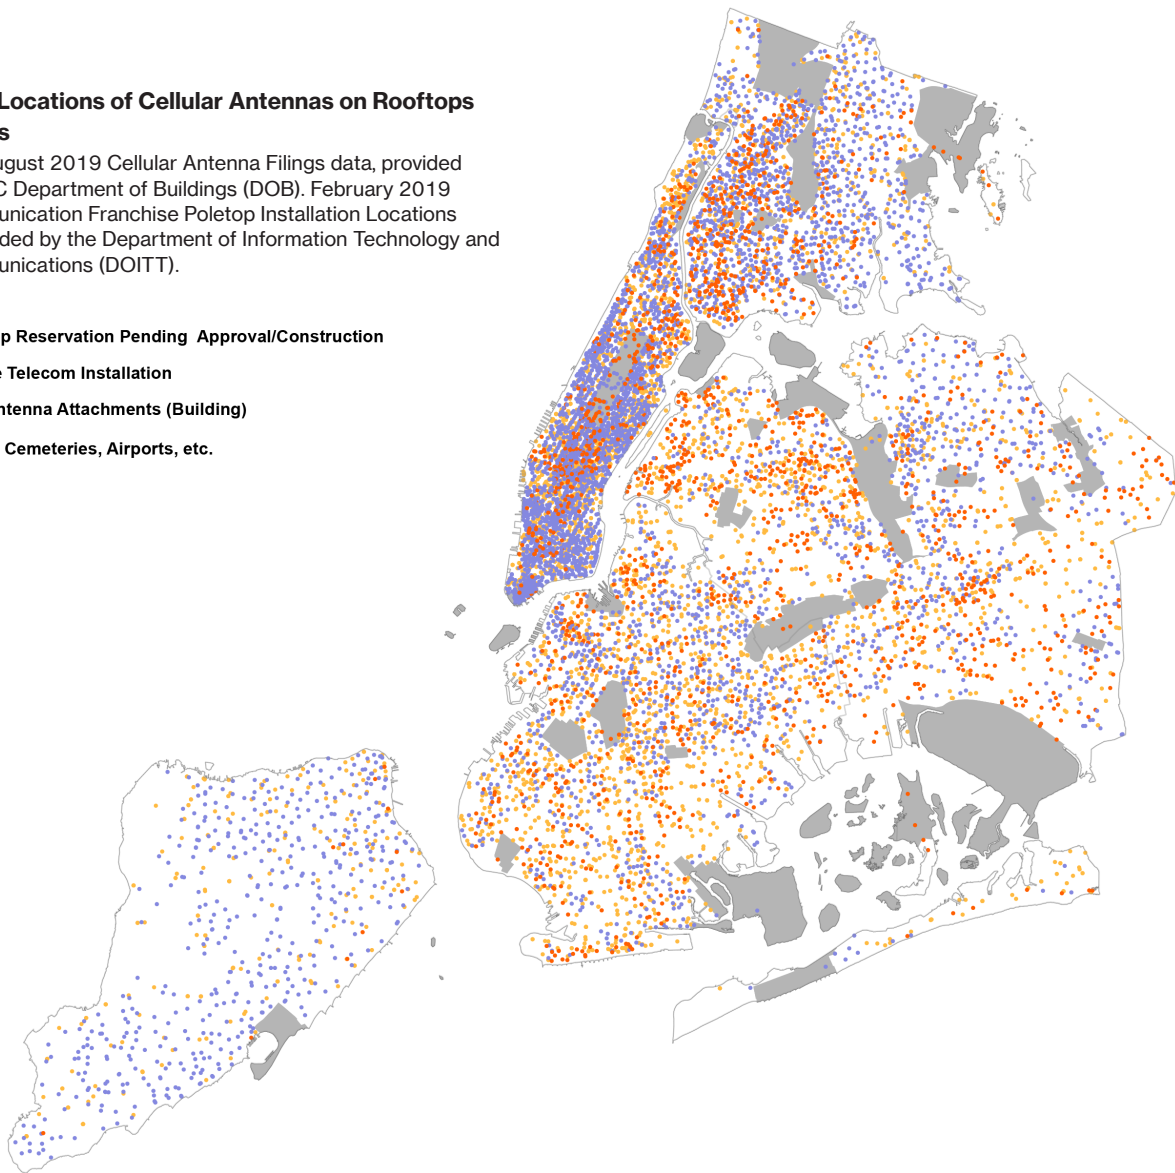 Locations of Cellular Antennas on Rooftops
s
ugust 2019 Cellular Antenna Filings data, provided
C Department of Buildings (DOB). February 2019
unication Franchise Poletop Installation Locations
ded by the Department of Information Technology and
unications (DOITT).
p Reservation Pending Approval/Construction
e Telecom Installation
ntenna Attachments (Building)
Cemeteries, Airports, etc.